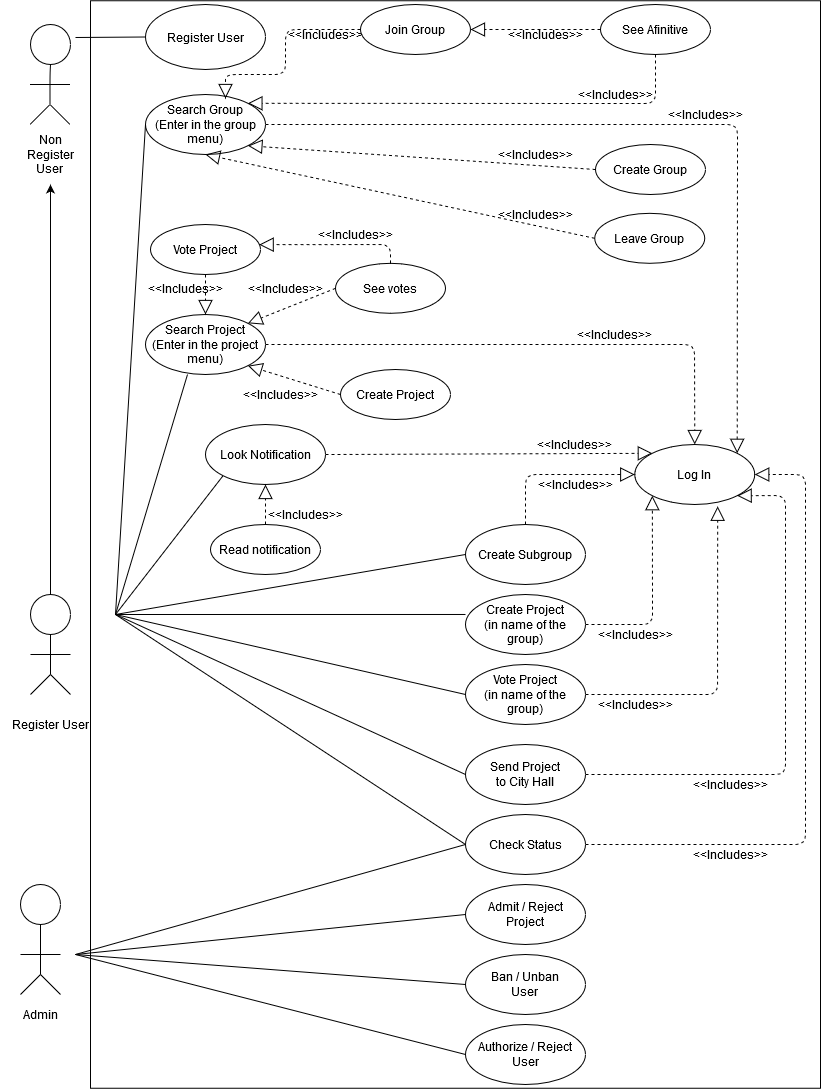 Register User
Non
Register
User
<<Includes>>
Join Group
<<Includes>>
See Afinitive
<<Includes>>
Search Group
(Enter in the group
menu)
<<Includes>>
<<Includes>>
Create Group
<<Includes>>
Leave Group
Vote Project
<<Includes>>
<<Includes>>
<<Includes>>
See votes
Search Project
(Enter in the project
menu)
<<Includes>>
<<Includes>>
Create Project
Look Notification
<<Includes>>
Log In
<<Includes>>
<<Includes>>
Read notification
Create Subgroup
Create Project
(in name of the
group)
<<Includes>>
Vote Project
(in name of the
group)
<<Includes>>
Register User
Send Project
to City Hall
<<Includes>>
Check Status
<<Includes>>
Admit / Reject
Project
Ban / Unban
User
Admin
Authorize / Reject
User